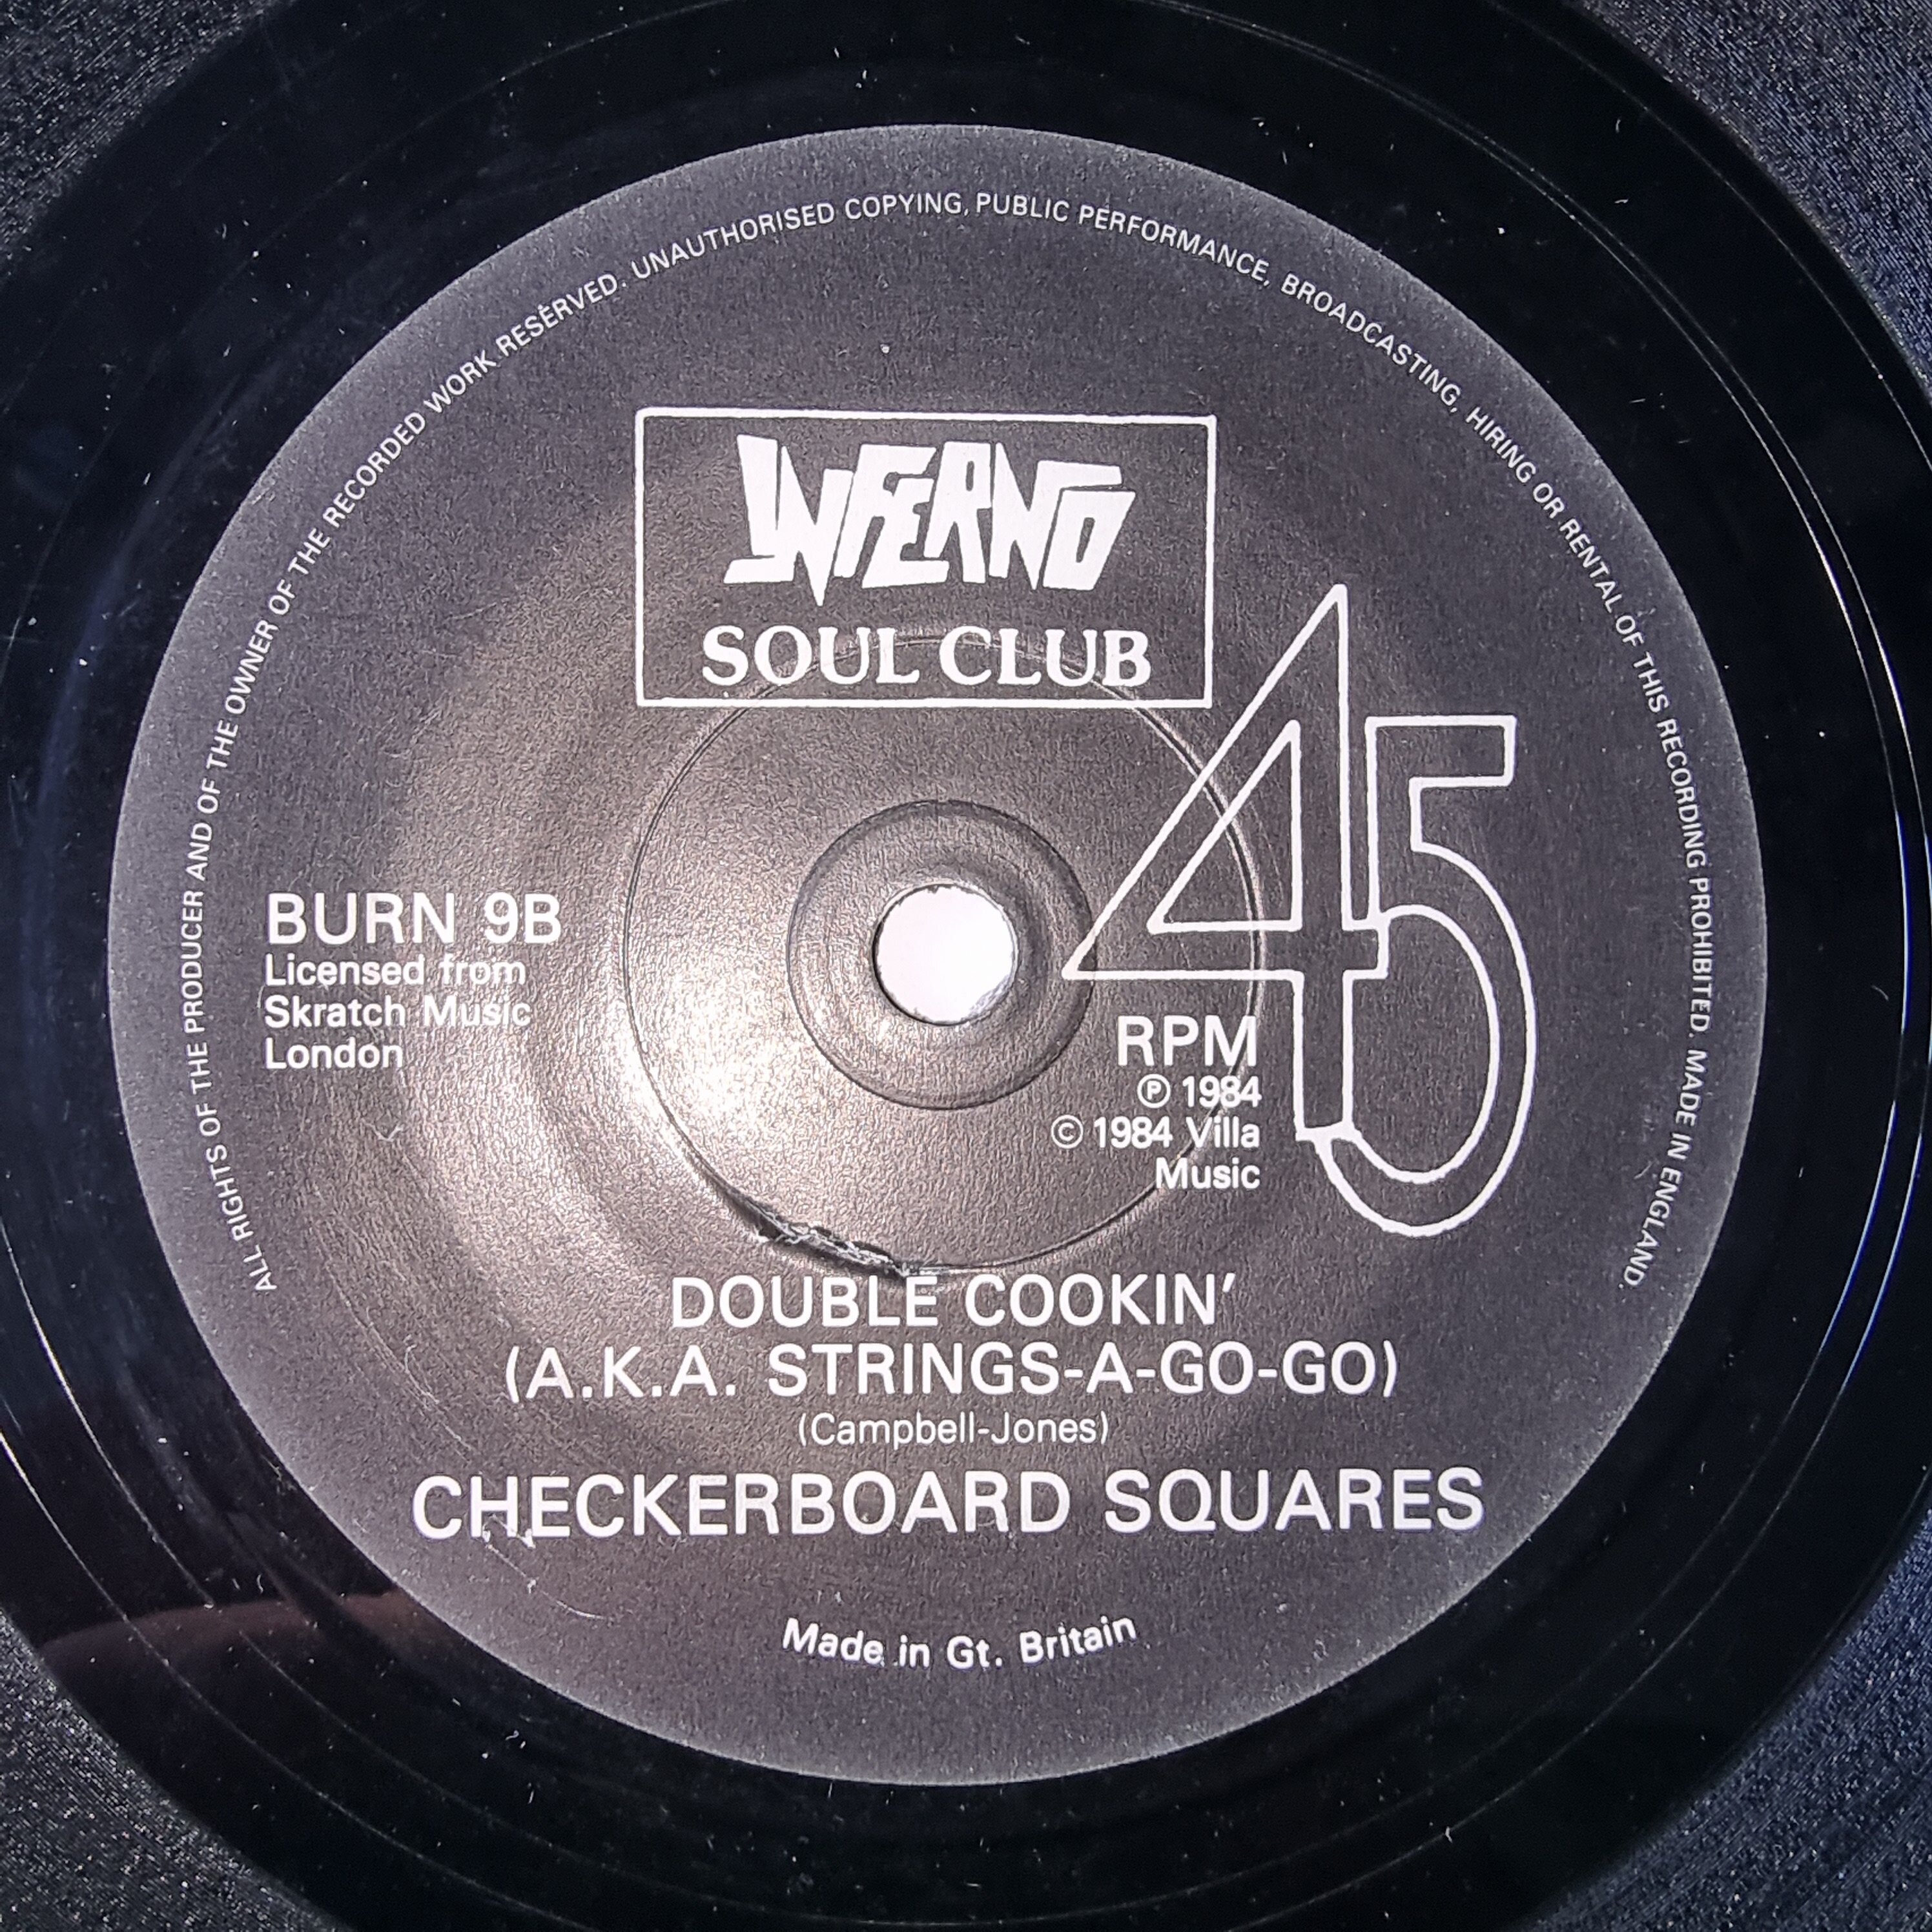 ALL RIGHTS OF THE PRODUCER AND OF THE OWNER OF THE RECORDED WORK RESERVED. UNAUTHORISED COPYING, PUBLIC PERFORMANCE, BROADCASTING, HIRING OR RENTAL OF THIS RECORDING PROHIBITED. MADE IN ENGLAND.
INFERNO
SOUL CLUB
45
RPM
℗ 1984
© 1984 Villa
Music
BURN 9B
Licensed from
Skratch Music
London
DOUBLE COOKIN'
(A.K.A. STRINGS-A-GO-GO)
(Campbell-Jones)
CHECKERBOARD SQUARES
Made in Gt. Britain